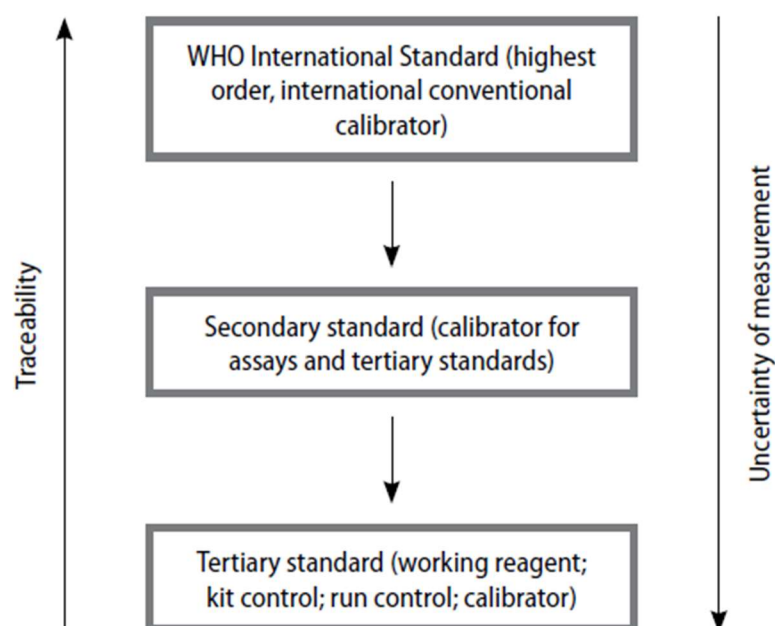 WHO International Standard (highest
order, international conventional
calibrator)
Traceability
Uncertainty of measurement
Secondary standard (calibrator for
assays and tertiary standards)
Tertiary standard (working reagent;
kit control; run control; calibrator)